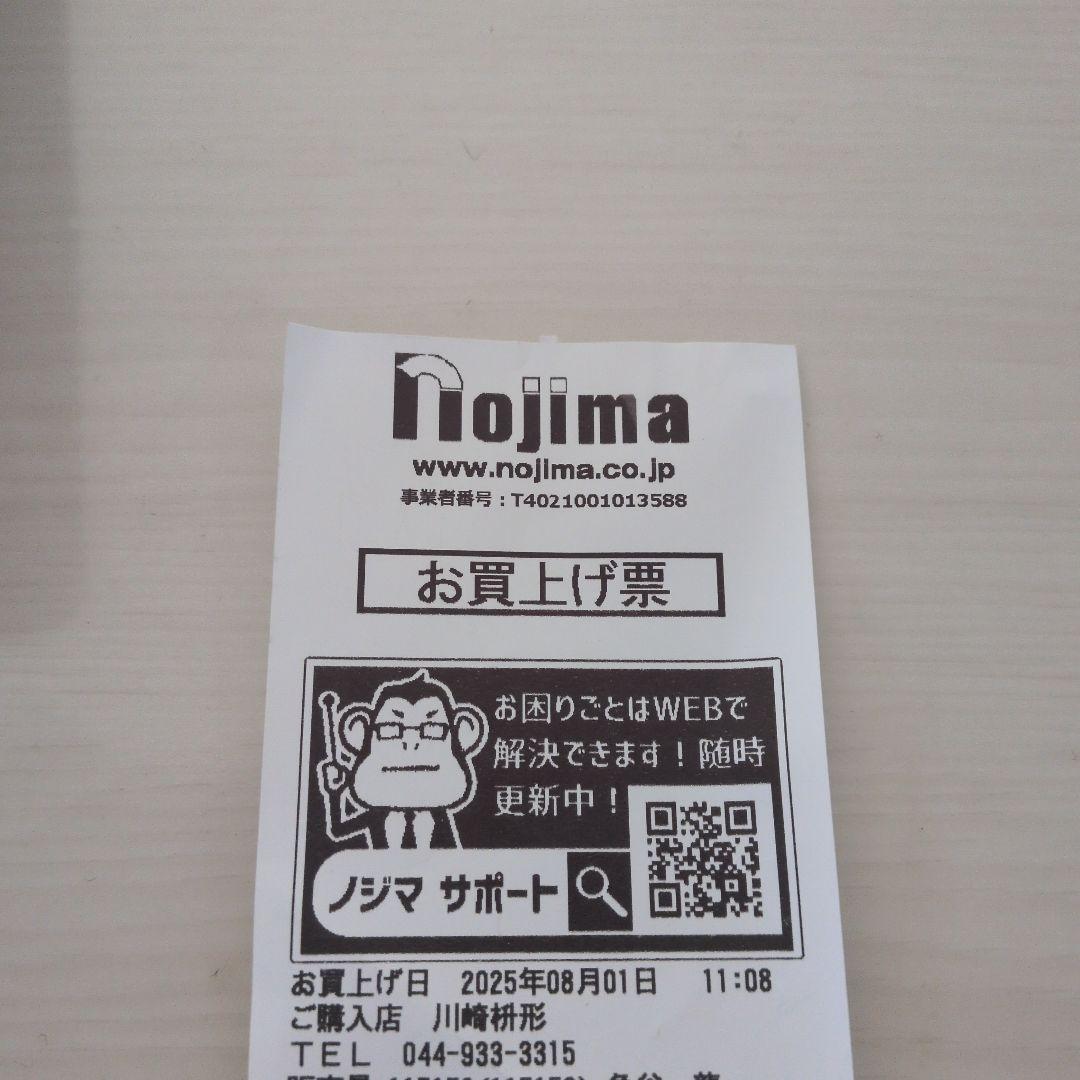 nojima
www.nojima.co.jp
事業者番号：T4021001013588
お買上げ票
お困りごとはWEBで
解決できます！随時
更新中！
ノジマ サポート
お買上げ日 2025年08月01日 11:08
ご購入店 川崎枡形
TEL 044-933-3315